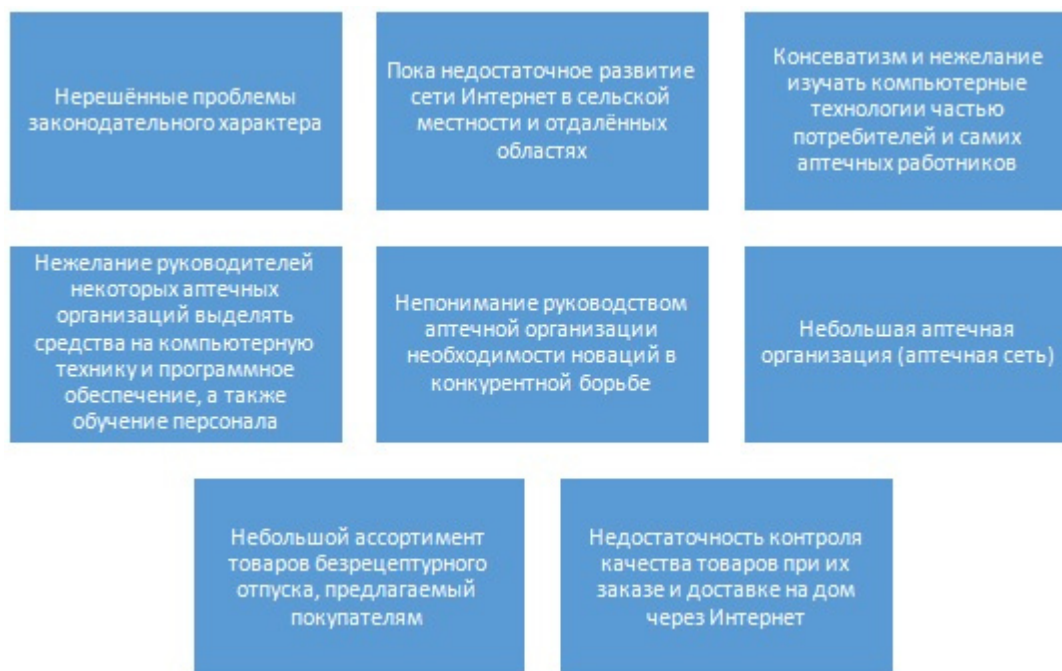 Нерешённые проблемы
законодательного характера
Пока недостаточное развитие
сети Интернет в сельской
местности и отдалённых
областях
Консеватизм и нежелание
изучать компьютерные
технологии частью
потребителей и самих
аптечных работников
Нежелание руководителей
некоторых аптечных
организаций выделять
средства на компьютерную
технику и программное
обеспечение, а также
обучение персонала
Непонимание руководством
аптечной организации
необходимости новаций в
конкурентной борьбе
Небольшая аптечная
организация (аптечная сеть)
Небольшой ассортимент
товаров безрецептурного
отпуска, предлагаемый
покупателям
Недостаточность контроля
качества товаров при их
заказе и доставке на дом
через Интернет